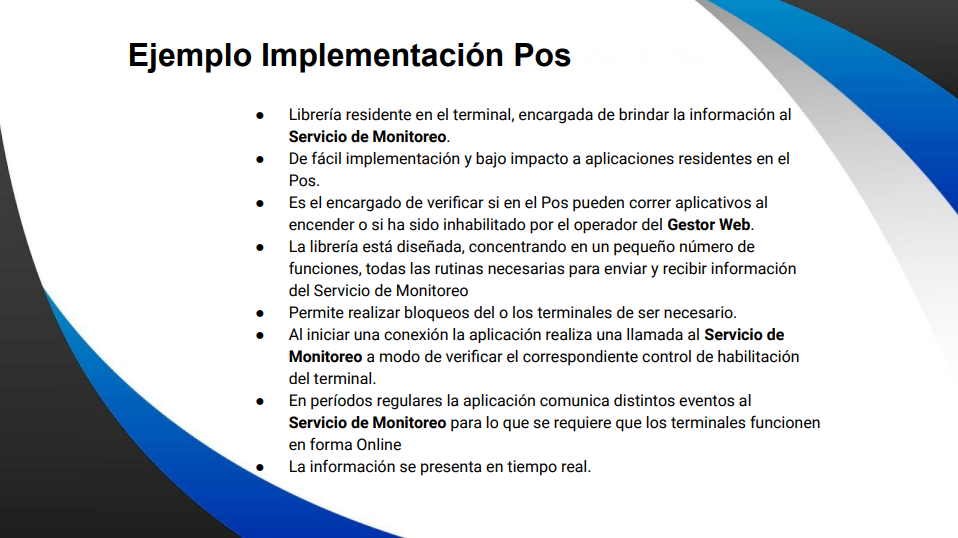 Ejemplo Implementación Pos
● Librería residente en el terminal, encargada de brindar la información al
Servicio de Monitoreo.
● De fácil implementación y bajo impacto a aplicaciones residentes en el
Pos.
● Es el encargado de verificar si en el Pos pueden correr aplicativos al
encender o si ha sido inhabilitado por el operador del Gestor Web.
● La librería está diseñada, concentrando en un pequeño número de
funciones, todas las rutinas necesarias para enviar y recibir información
del Servicio de Monitoreo
● Permite realizar bloqueos del o los terminales de ser necesario.
● Al iniciar una conexión la aplicación realiza una llamada al Servicio de
Monitoreo a modo de verificar el correspondiente control de habilitación
del terminal.
● En períodos regulares la aplicación comunica distintos eventos al
Servicio de Monitoreo para lo que se requiere que los terminales funcionen
en forma Online
● La información se presenta en tiempo real.